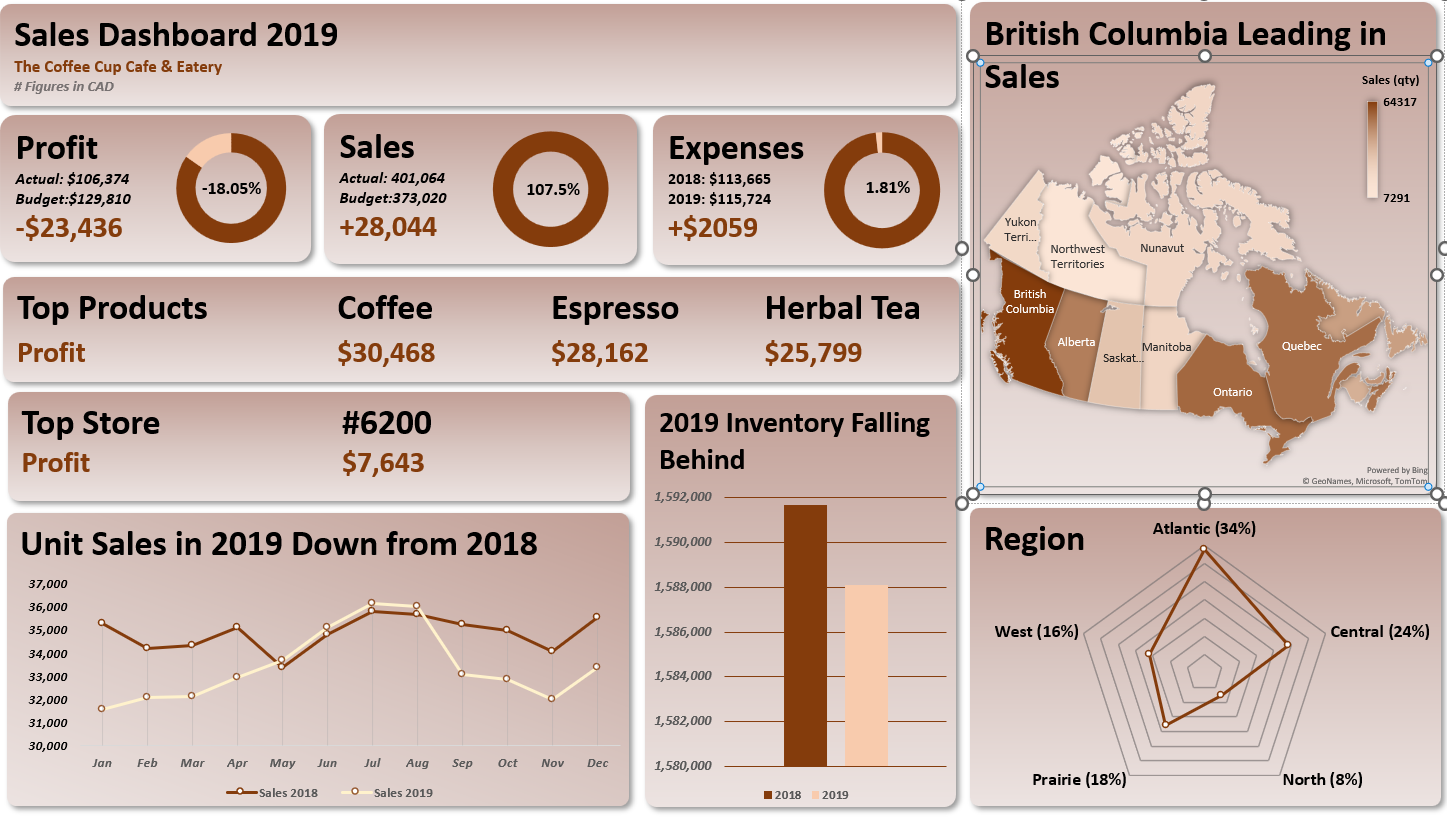 Sales Dashboard 2019
The Coffee Cup Cafe & Eatery
# Figures in CAD
Profit
Actual: $106,374
Budget:$129,810
-$23,436
-18.05%
Sales
Actual: 401,064
Budget:373,020
+28,044
107.5%
Expenses
2018: $113,665
2019: $115,724
+$2059
1.81%
Top Products
Coffee
Espresso
Herbal Tea
Profit
$30,468
$28,162
$25,799
Top Store
#6200
Profit
$7,643
Unit Sales in 2019 Down from 2018
37,000
36,000
35,000
34,000
33,000
32,000
31,000
30,000
Jan Feb Mar Apr May Jun Jul Aug Sep Oct Nov Dec
Sales 2018 Sales 2019
2019 Inventory Falling
Behind
1,592,000
1,590,000
1,588,000
1,586,000
1,584,000
1,582,000
1,580,000
2018 2019
British Columbia Leading in
Sales
Sales (qty)
64317
7291
Yukon
Terri...
Northwest
Territories
Nunavut
British
Columbia
Alberta
Saskat...
Manitoba
Ontario
Quebec
Powered by Bing
© GeoNames, Microsoft, TomTom
Region
Atlantic (34%)
West (16%)
Central (24%)
Prairie (18%)
North (8%)